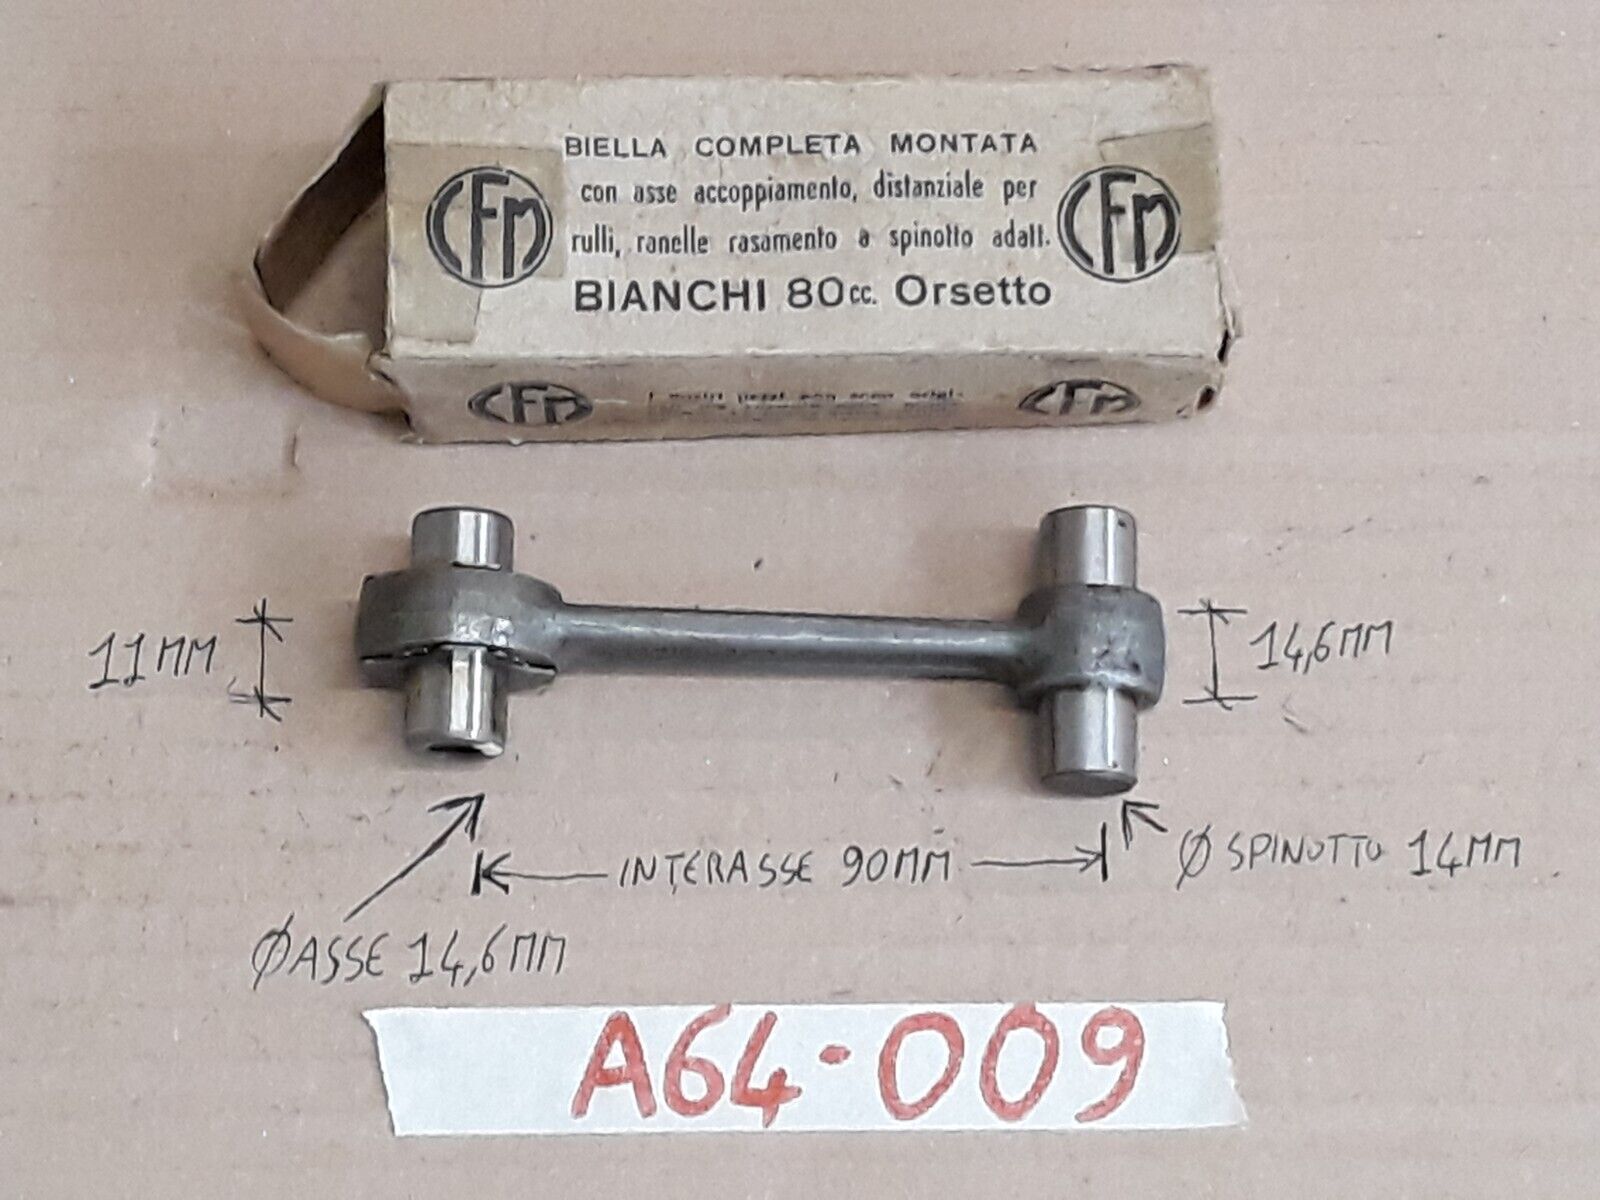 BIELLA COMPLETA MONTATA
CFM con asse accoppiamento, distanziale per CFM
rulli, ranelle rasamento a spinotto adatt.
BIANCHI 80cc. Orsetto
CFM CFM
11MM
14,6MM
INTERASSE 90MM
Ø SPINOTTO 14MM
Ø ASSE 14,6MM
A64-009